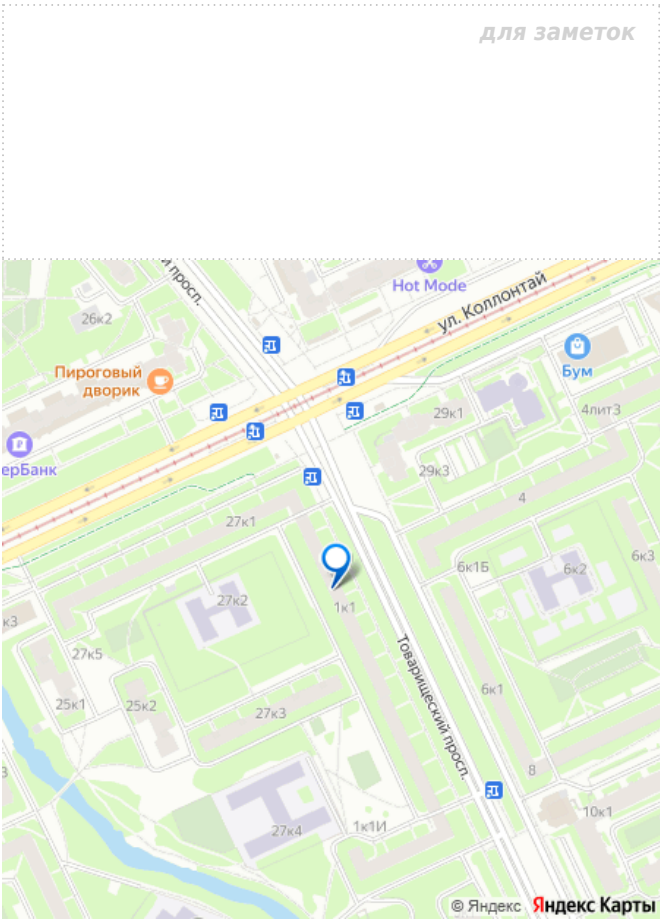 для заметок
й просп.
Hot Mode
ул. Коллонтай
26к2
Пироговый
дворик
Бум
29к1
4лит3
ерБанк
29к3
4
27к1
6к1Б
6к2
6к3
27к2
1к1
к3
27к5
Товарищеский просп.
25к1
25к2
27к3
6к1
3
8
10к1
27к4
1к1И
© Яндекс Яндекс Карты